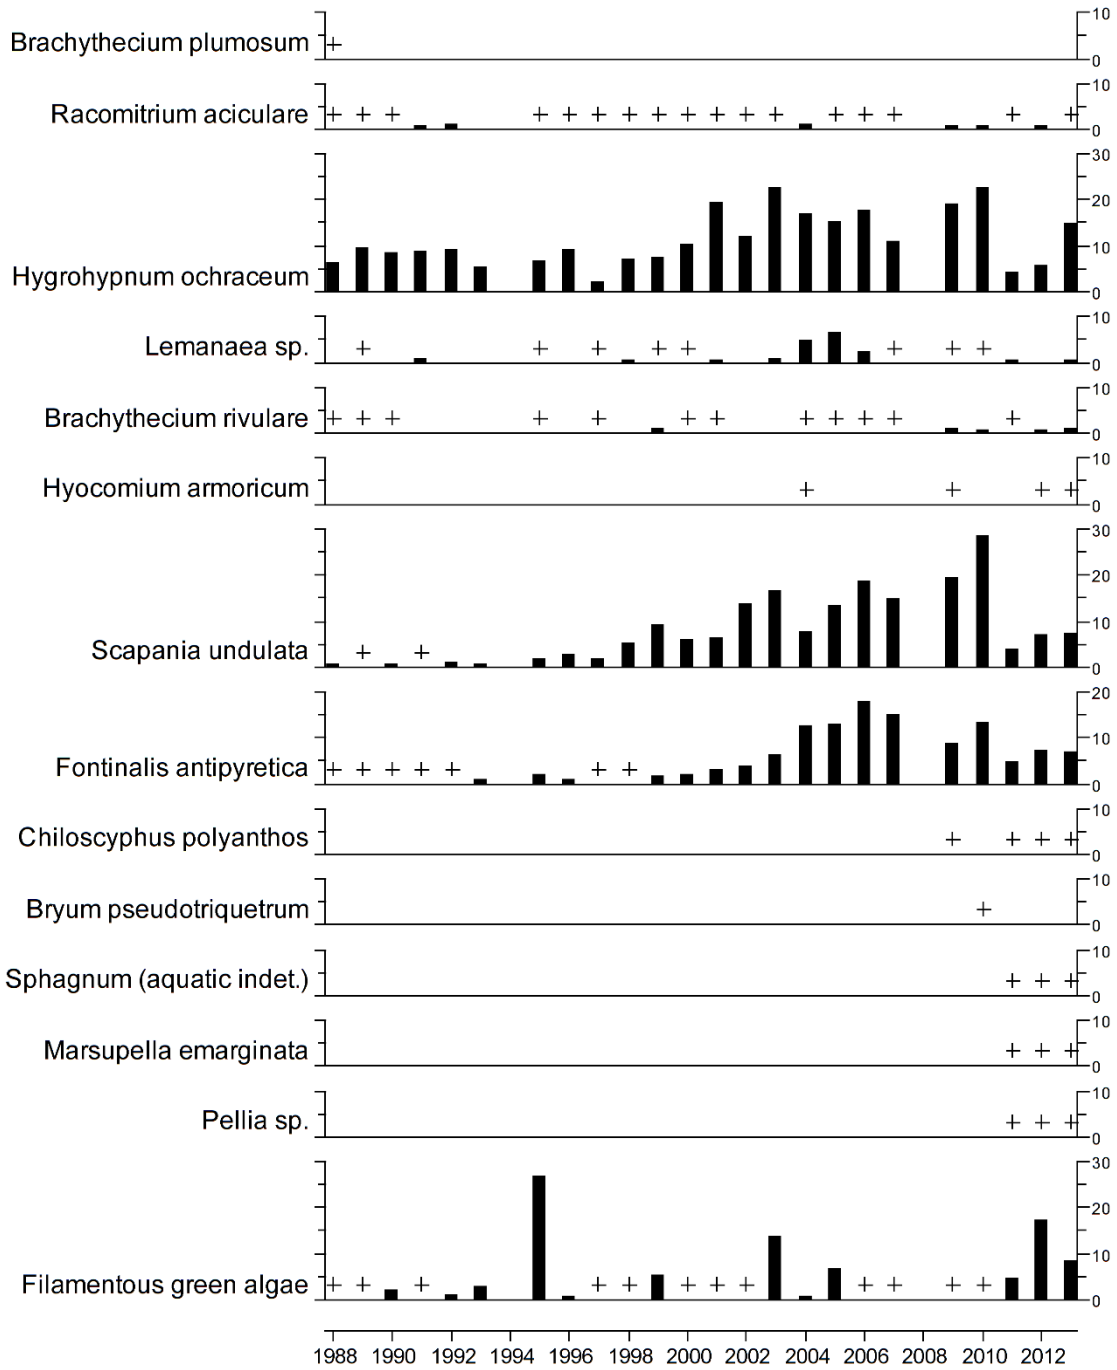 Brachythecium plumosum
10
0
Racomitrium aciculare
10
0
Hygrohypnum ochraceum
30
20
10
0
Lemanaea sp.
10
0
Brachythecium rivulare
10
0
Hyocomium armoricum
10
0
Scapania undulata
30
20
10
0
Fontinalis antipyretica
20
10
0
Chiloscyphus polyanthos
10
0
Bryum pseudotriquetrum
10
0
Sphagnum (aquatic indet.)
10
0
Marsupella emarginata
10
0
Pellia sp.
10
0
Filamentous green algae
30
20
10
0
1988 1990 1992 1994 1996 1998 2000 2002 2004 2006 2008 2010 2012